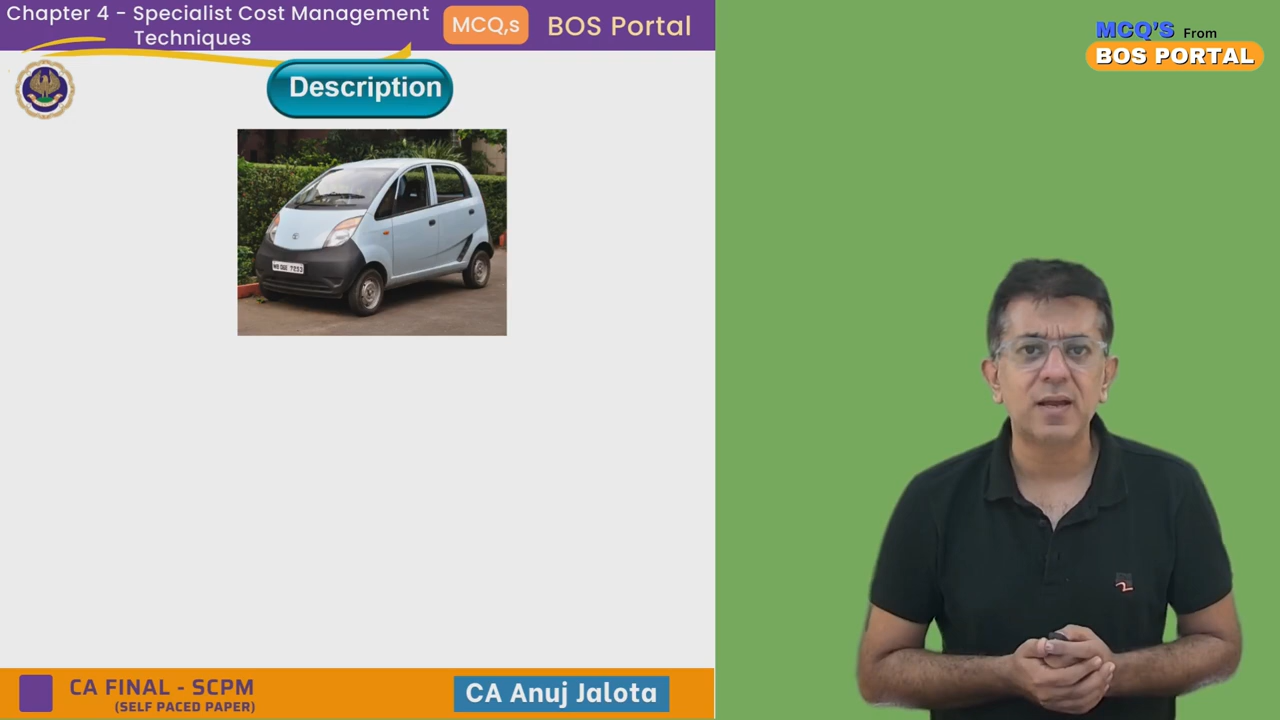 Chapter 4 - Specialist Cost Management
Techniques
MCQ,s
BOS Portal
MCQ'S From
BOS PORTAL
Description
CA FINAL - SCPM
(SELF PACED PAPER)
CA Anuj Jalota